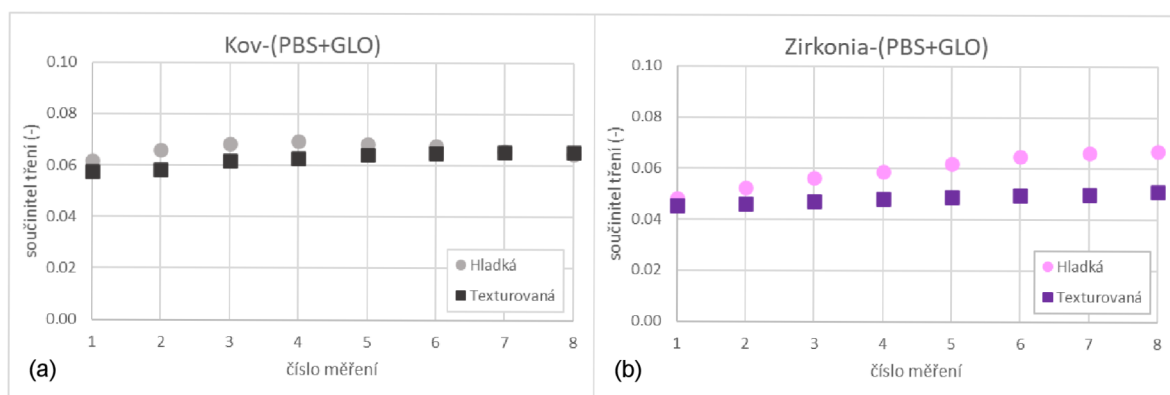 Kov-(PBS+GLO)
součinitel tření (-)
0.10
0.08
0.06
0.04
0.02
0.00
Hladká
Texturovaná
1 2 3 4 5 6 7 8
číslo měření
(a)
Zirkonia-(PBS+GLO)
součinitel tření (-)
0.10
0.08
0.06
0.04
0.02
0.00
Hladká
Texturovaná
1 2 3 4 5 6 7 8
číslo měření
(b)